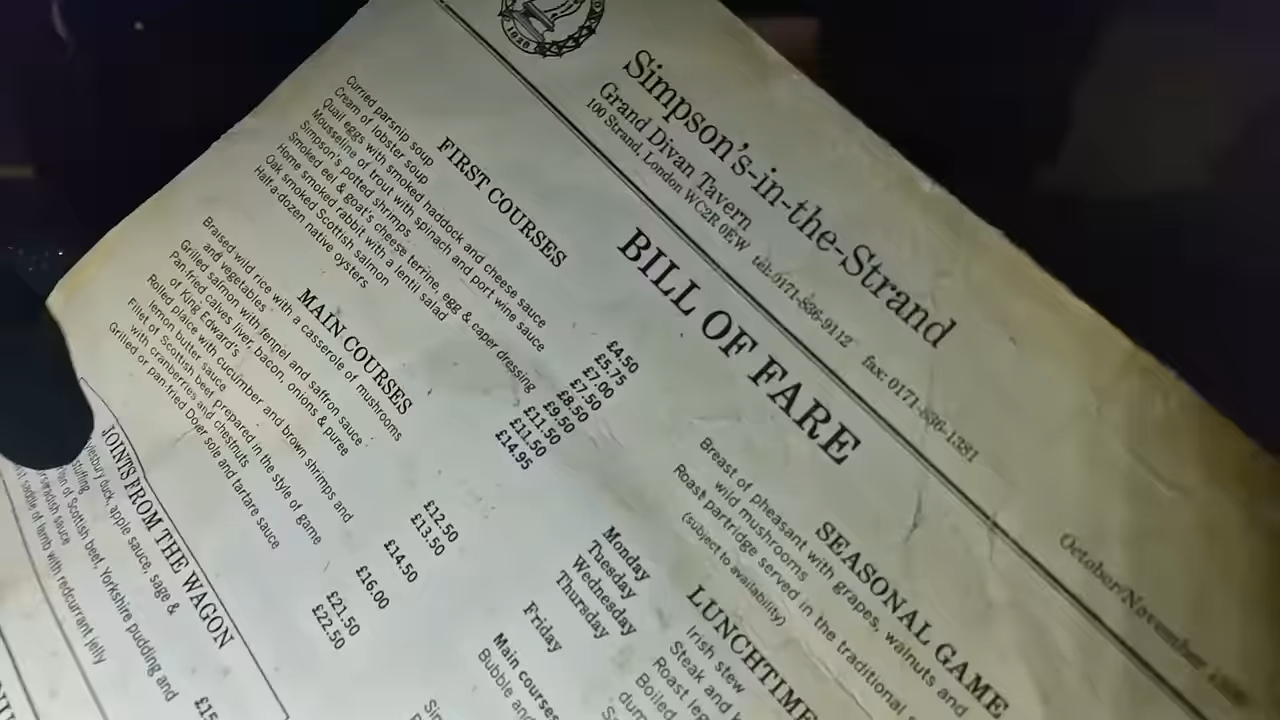 1828
Simpson's-in-the-Strand
Grand Divan Tavern
100 Strand, London WC2R 0EW tel: 0171-836-9112 fax: 0171-836-1381
BILL OF FARE
October/November
FIRST COURSES
Curried parsnip soup £4.50
Cream of lobster soup £5.75
Quail eggs with smoked haddock and cheese sauce £7.00
Mousseline of trout with spinach and port wine sauce £7.50
Simpson's potted shrimps £8.50
Smoked eel & goat's cheese terrine, egg & caper dressing £9.50
Home smoked rabbit with a lentil salad £11.50
Oak smoked Scottish salmon £11.50
Half-a-dozen native oysters £14.95
MAIN COURSES
Braised wild rice with a casserole of mushrooms
and vegetables £12.50
Grilled salmon with fennel and saffron sauce £13.50
Pan-fried calves liver, bacon, onions & puree
of King Edward's £14.50
Rolled plaice with cucumber and brown shrimps and
lemon butter sauce £16.00
Fillet of Scottish beef prepared in the style of game
with cranberries and chestnuts £21.50
Grilled or pan-fried Dover sole and tartare sauce £22.50
JOINTS FROM THE WAGON
duck, apple sauce, sage &
stuffing
of Scottish beef, Yorkshire pudding and
sauce
saddle of lamb with redcurrant jelly
SEASONAL GAME
Breast of pheasant with grapes, walnuts and
wild mushrooms
Roast partridge served in the traditional
(subject to availability)
LUNCHTIME
Monday Irish stew
Tuesday Steak and
Wednesday Roast
Thursday Boiled
Friday
Main courses
Bubble and